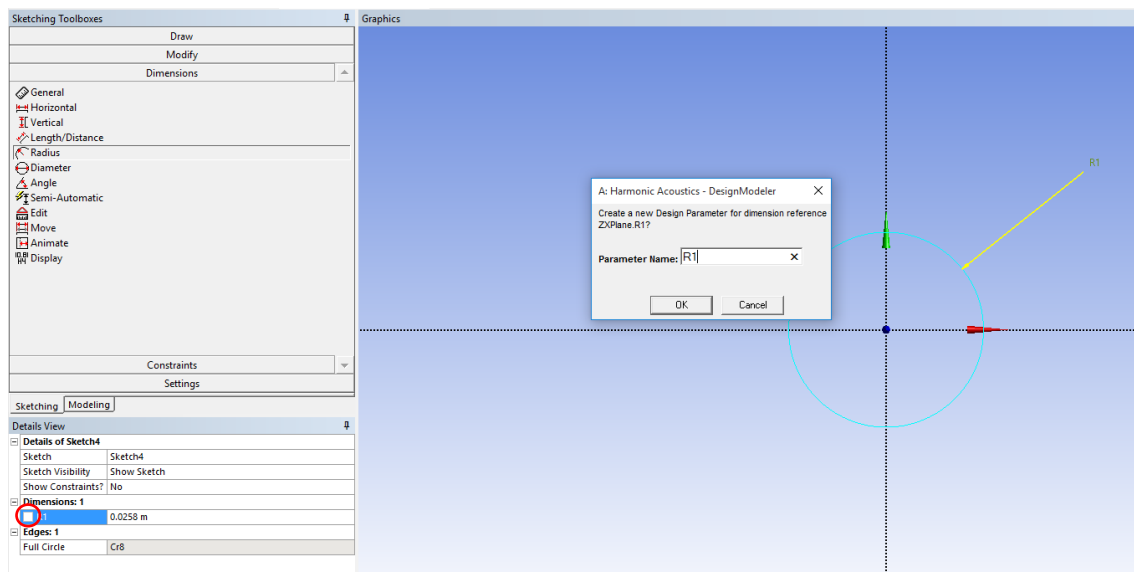 Sketching Toolboxes
Draw
Modify
Dimensions
General
Horizontal
Vertical
Length/Distance
Radius
Diameter
Angle
Semi-Automatic
Edit
Move
Animate
Display
Constraints
Settings
Sketching Modeling
Details View
Details of Sketch4
Sketch Sketch4
Sketch Visibility Show Sketch
Show Constraints? No
Dimensions: 1
0.0258 m
Edges: 1
Full Circle Cr8
Graphics
R1
A: Harmonic Acoustics - DesignModeler
Create a new Design Parameter for dimension reference
ZXPlane.R1?
Parameter Name: R1
OK Cancel